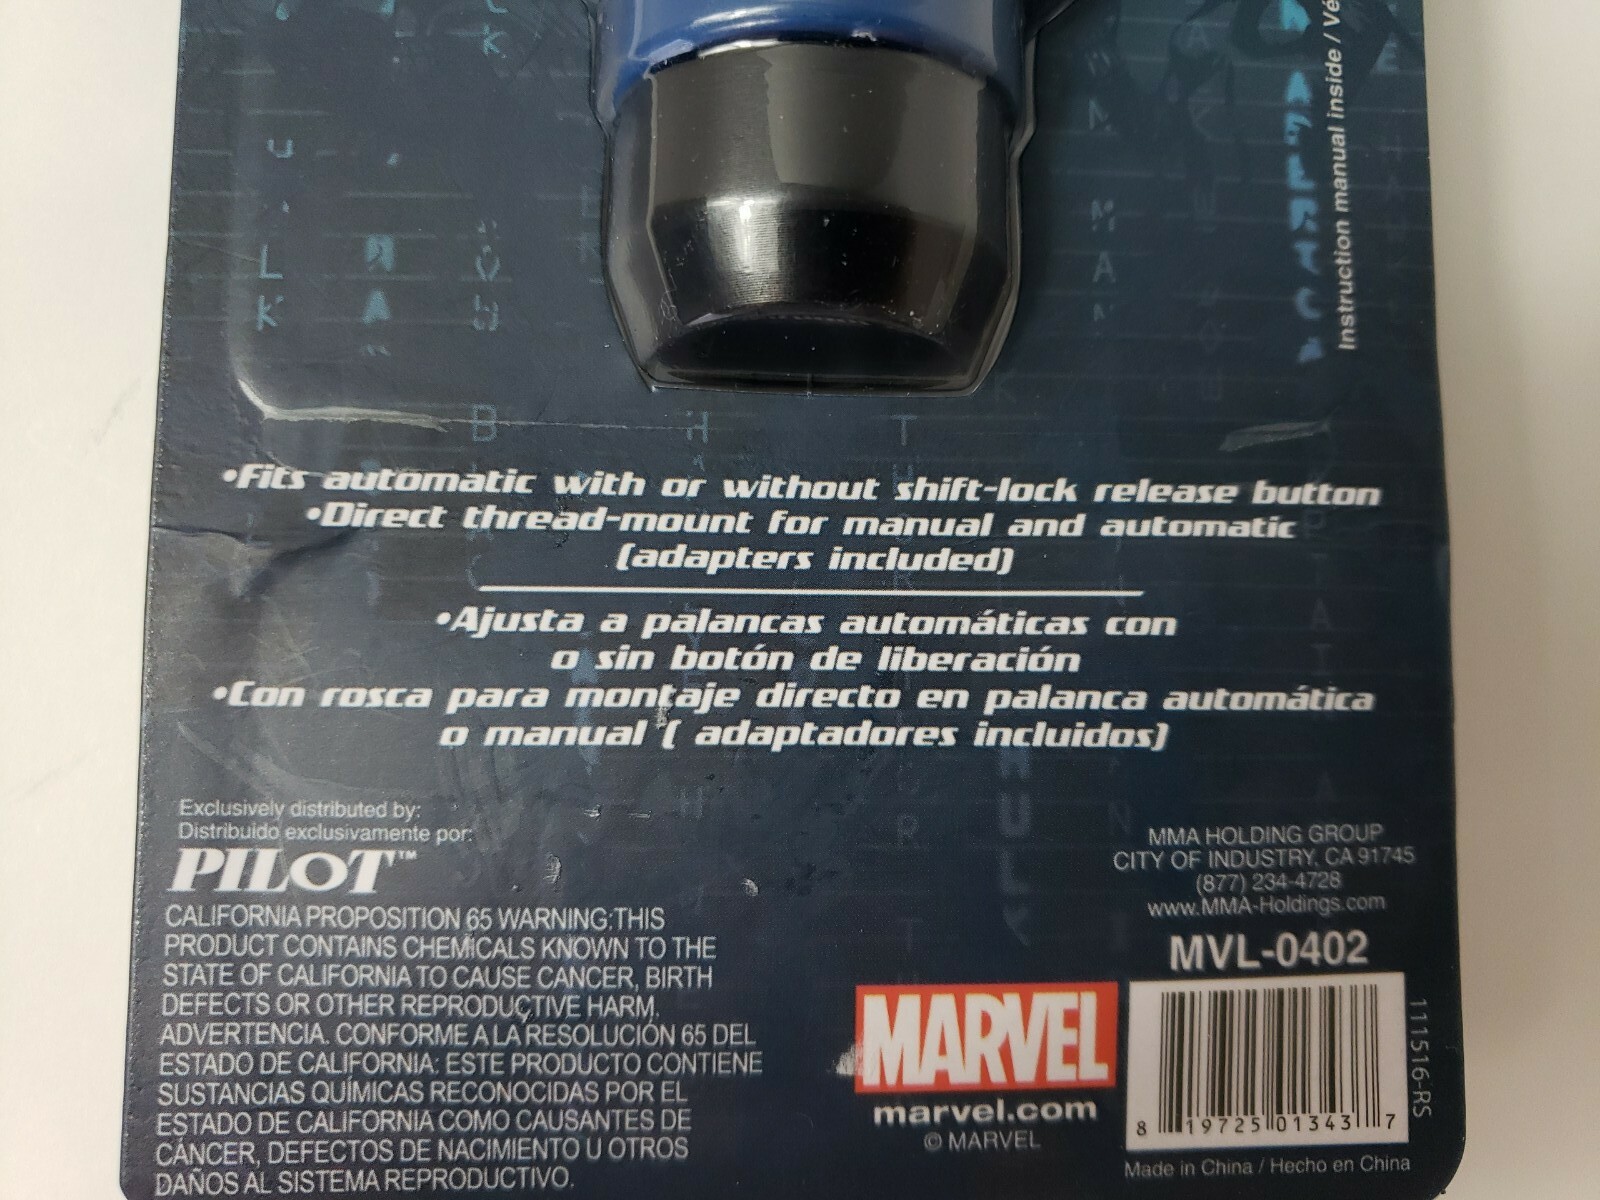 Instruction manual inside / Vé
•Fits automatic with or without shift-lock release button
•Direct thread-mount for manual and automatic
(adapters included)
•Ajusta a palancas automáticas con
o sin botón de liberación
•Con rosca para montaje directo en palanca automática
o manual ( adaptadores incluidos)
Exclusively distributed by:
Distribuido exclusivamente por:
PILOT™
CALIFORNIA PROPOSITION 65 WARNING:THIS
PRODUCT CONTAINS CHEMICALS KNOWN TO THE
STATE OF CALIFORNIA TO CAUSE CANCER, BIRTH
DEFECTS OR OTHER REPRODUCTIVE HARM.
ADVERTENCIA. CONFORME A LA RESOLUCIÓN 65 DEL
ESTADO DE CALIFORNIA: ESTE PRODUCTO CONTIENE
SUSTANCIAS QUÍMICAS RECONOCIDAS POR EL
ESTADO DE CALIFORNIA COMO CAUSANTES DE
CÁNCER, DEFECTOS DE NACIMIENTO U OTROS
DAÑOS AL SISTEMA REPRODUCTIVO.
MMA HOLDING GROUP
CITY OF INDUSTRY, CA 91745
(877) 234-4728
www.MMA-Holdings.com
MVL-0402
MARVEL
marvel.com
© MARVEL
8 19725 01343 7
111516-RS
Made in China / Hecho en China